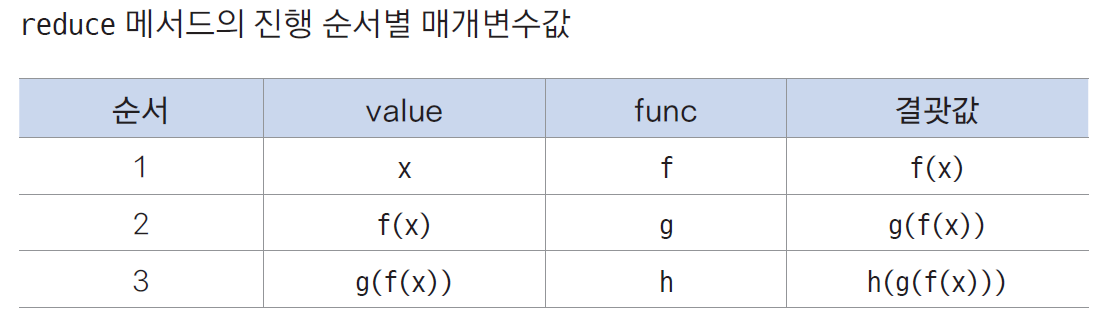 reduce 메서드의 진행 순서별 매개변수값
순서 value func 결괏값
1 x f f(x)
2 f(x) g g(f(x))
3 g(f(x)) h h(g(f(x)))